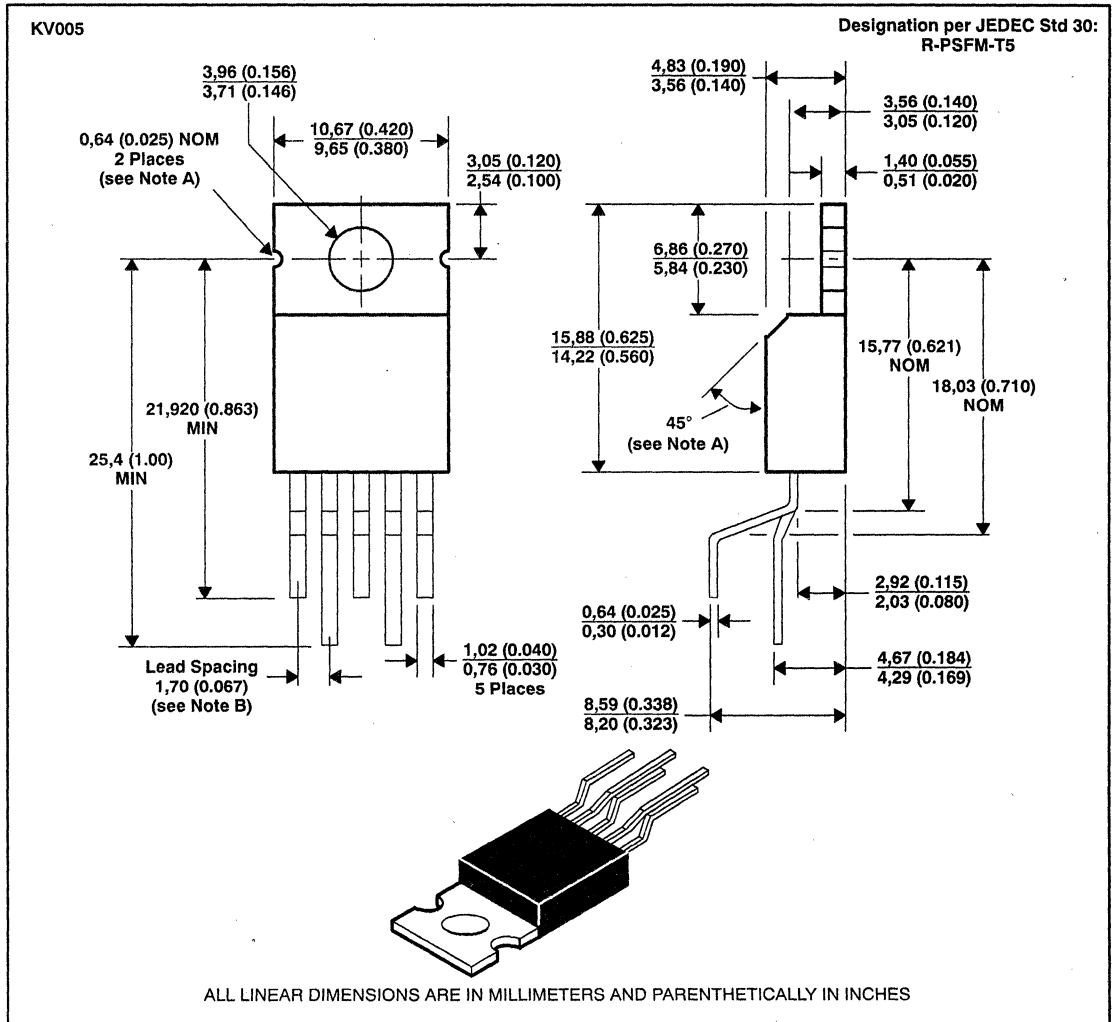 KV005
Designation per JEDEC Std 30:
R-PSFM-T5
3,96 (0.156)
3,71 (0.146)
0,64 (0.025) NOM
2 Places
(see Note A)
10,67 (0.420)
9,65 (0.380)
3,05 (0.120)
2,54 (0.100)
4,83 (0.190)
3,56 (0.140)
3,56 (0.140)
3,05 (0.120)
1,40 (0.055)
0,51 (0.020)
6,86 (0.270)
5,84 (0.230)
15,88 (0.625)
14,22 (0.560)
15,77 (0.621)
NOM
18,03 (0.710)
NOM
21,920 (0.863)
MIN
25,4 (1.00)
MIN
45°
(see Note A)
Lead Spacing
1,70 (0.067)
(see Note B)
1,02 (0.040)
0,76 (0.030)
5 Places
0,64 (0.025)
0,30 (0.012)
2,92 (0.115)
2,03 (0.080)
4,67 (0.184)
4,29 (0.169)
8,59 (0.338)
8,20 (0.323)
ALL LINEAR DIMENSIONS ARE IN MILLIMETERS AND PARENTHETICALLY IN INCHES